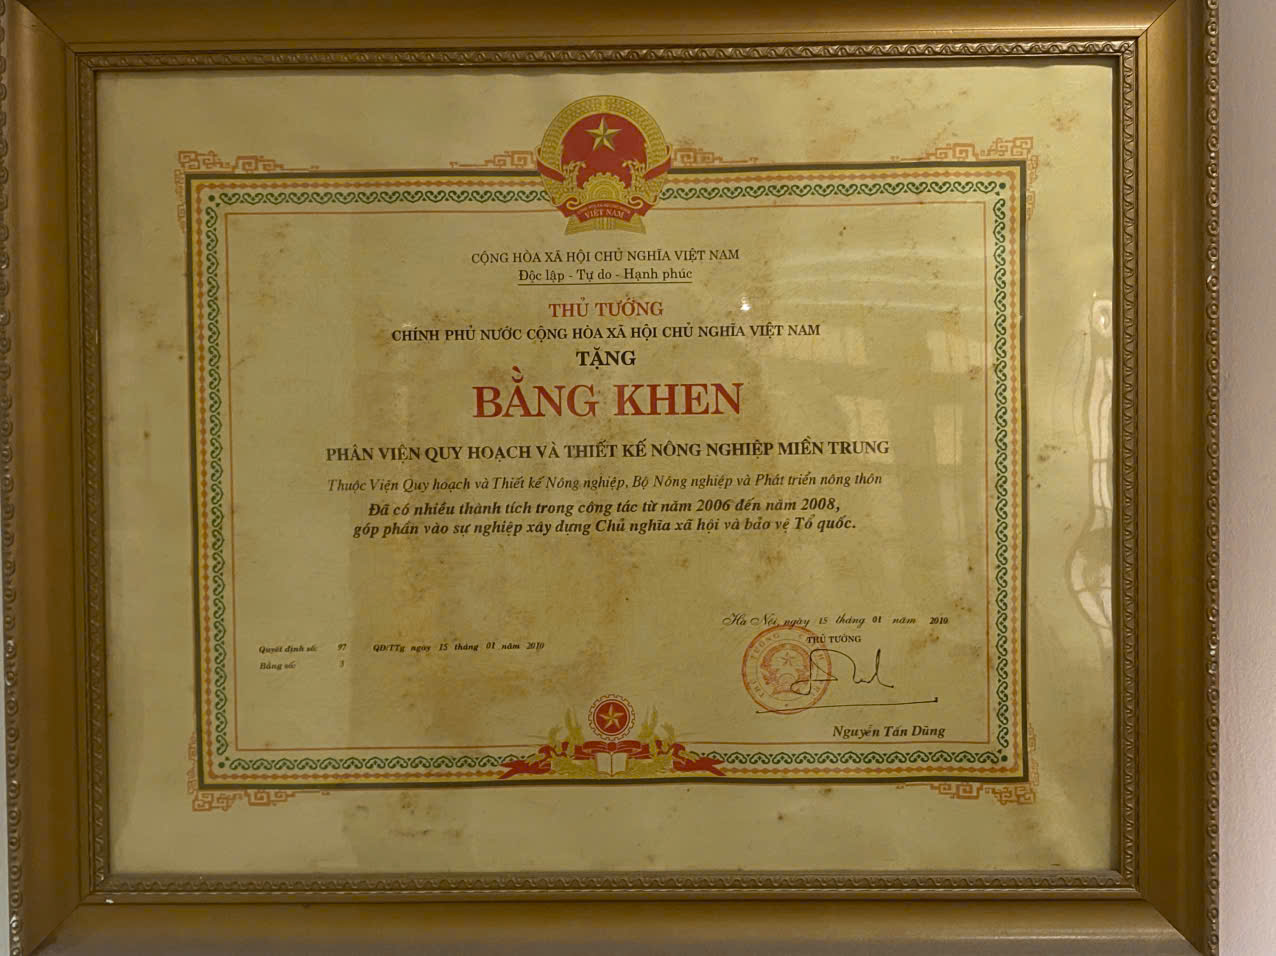 VIỆT NAM
CỘNG HÒA XÃ HỘI CHỦ NGHĨA VIỆT NAM
Độc lập - Tự do - Hạnh phúc
THỦ TƯỚNG
CHÍNH PHỦ NƯỚC CỘNG HÒA XÃ HỘI CHỦ NGHĨA VIỆT NAM
TẶNG
BẰNG KHEN
PHÂN VIỆN QUY HOẠCH VÀ THIẾT KẾ NÔNG NGHIỆP MIỀN TRUNG
Thuộc Viện Quy hoạch và Thiết kế Nông nghiệp, Bộ Nông nghiệp và Phát triển nông thôn
Đã có nhiều thành tích trong công tác từ năm 2006 đến năm 2008,
góp phần vào sự nghiệp xây dựng Chủ nghĩa xã hội và bảo vệ Tổ quốc.
Hà Nội, ngày 15 tháng 01 năm 2010
THỦ TƯỚNG
Quyết định số: 97 QĐ/TTg ngày 15 tháng 01 năm 2010
Bằng số: 3
Nguyễn Tấn Dũng